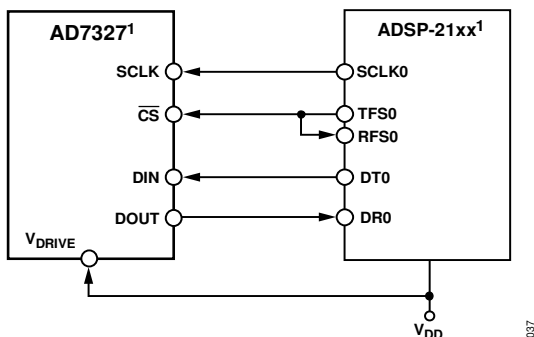 AD7327¹
ADSP-21xx¹
SCLK
SCLK0
CS
TFS0
RFS0
DIN
DT0
DOUT
DR0
VDRIVE
VDD
037